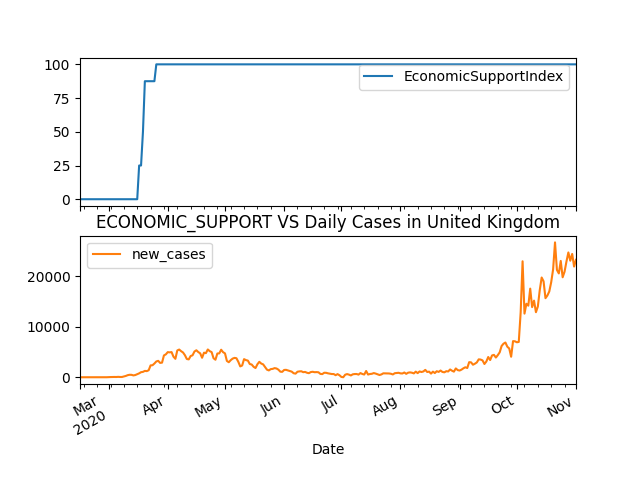 100
75
50
25
0
EconomicSupportIndex
ECONOMIC_SUPPORT VS Daily Cases in United Kingdom
new_cases
20000
10000
0
Mar
2020
Apr
May
Jun
Jul
Aug
Sep
Oct
Nov
Date